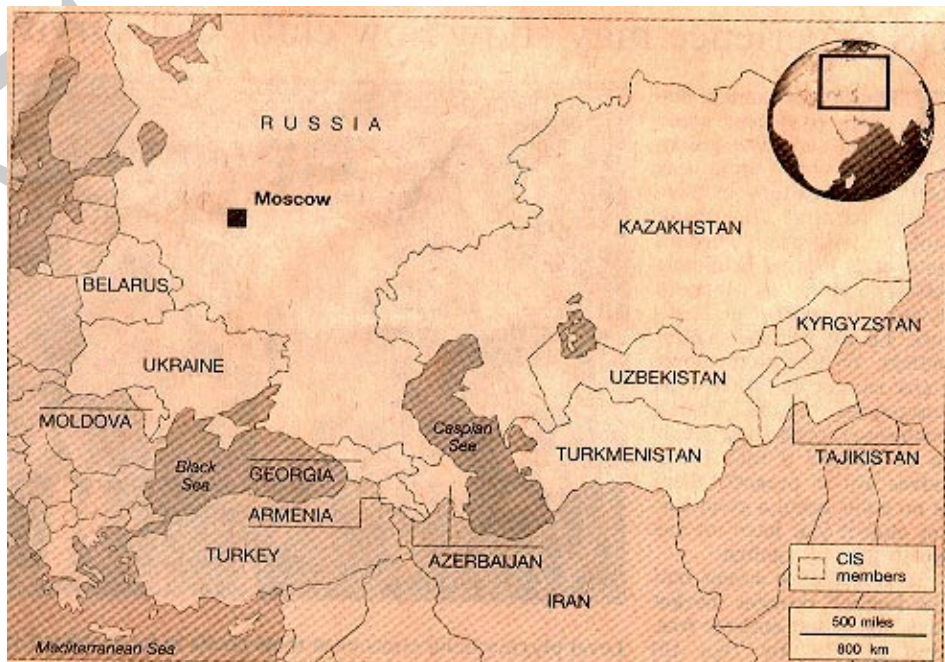 RUSSIA
Moscow
KAZAKHSTAN
BELARUS
KYRGYZSTAN
UKRAINE
UZBEKISTAN
MOLDOVA
Caspian
Sea
TURKMENISTAN
TAJIKISTAN
Black
Sea
GEORGIA
ARMENIA
TURKEY
AZERBAIJAN
CIS
members
IRAN
500 miles
800 km
Mediterranean Sea